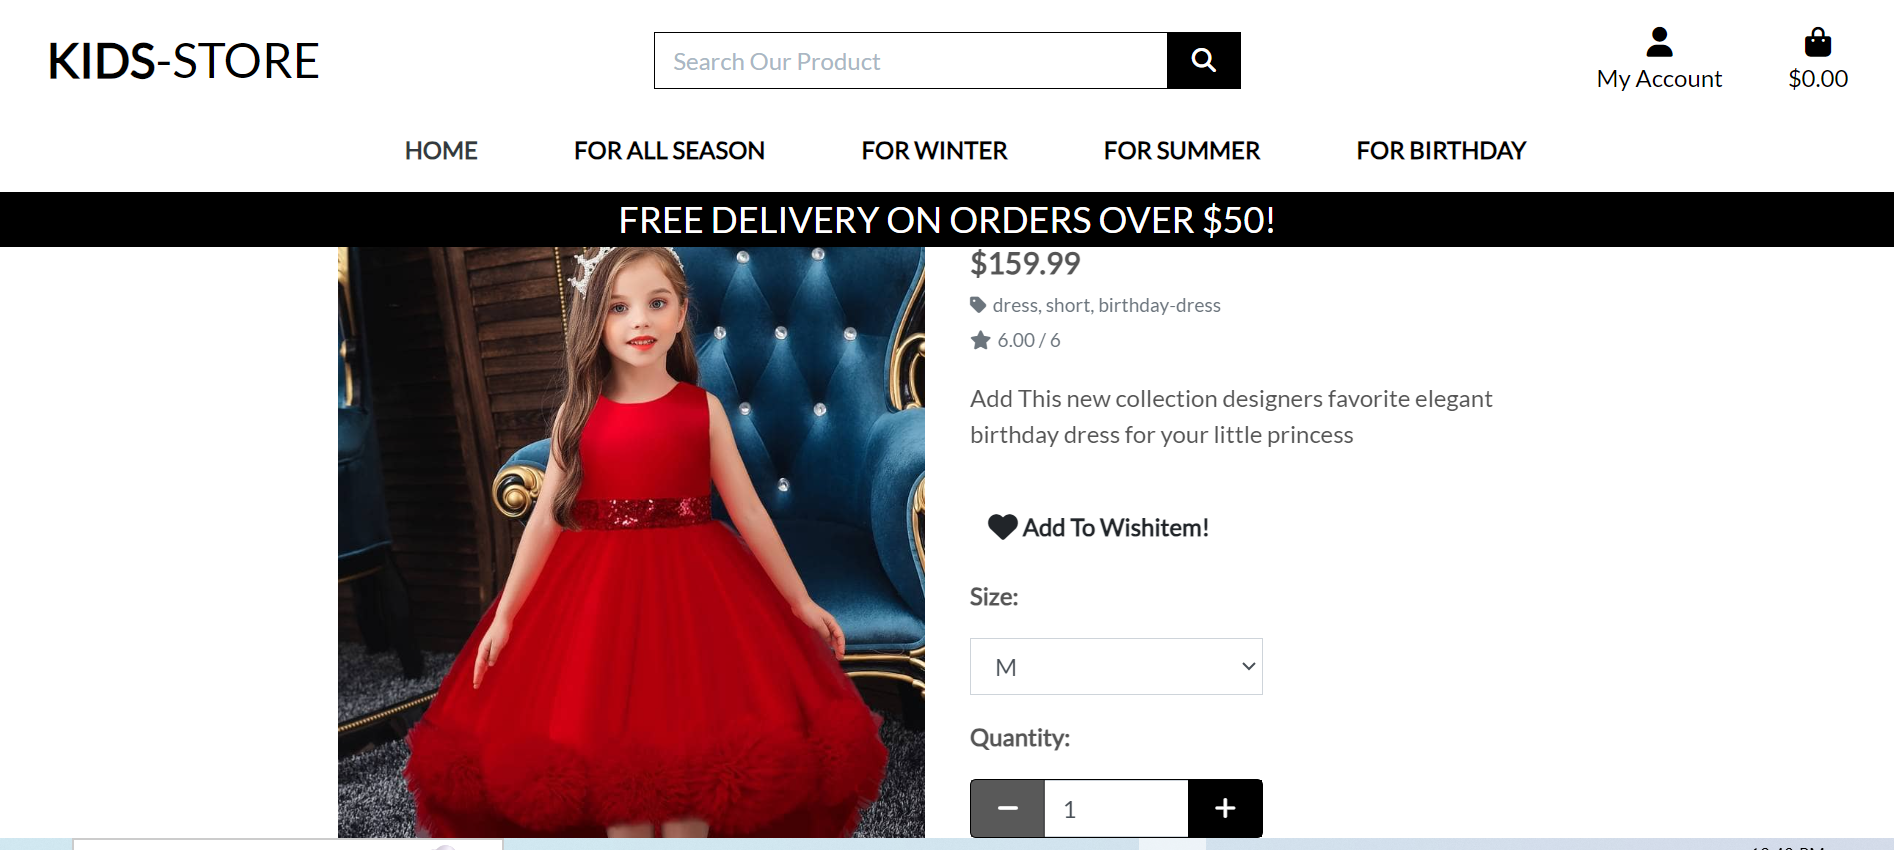 KIDS-STORE
Search Our Product
My Account
$0.00
HOME
FOR ALL SEASON
FOR WINTER
FOR SUMMER
FOR BIRTHDAY
FREE DELIVERY ON ORDERS OVER $50!
$159.99
dress, short, birthday-dress
6.00 / 6
Add This new collection designers favorite elegant
birthday dress for your little princess
Add To Wishitem!
Size:
M
Quantity:
1